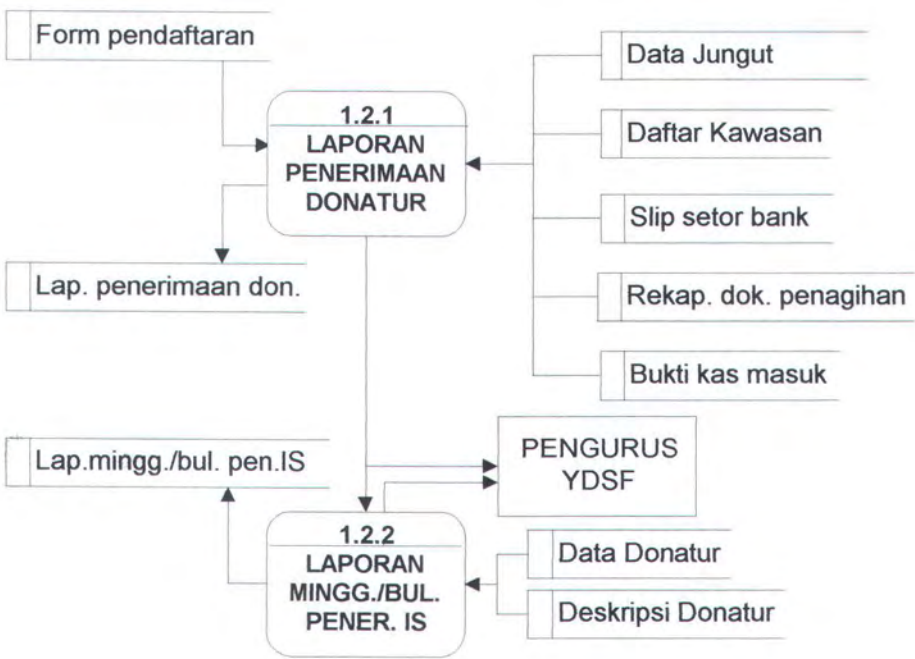 Form pendaftaran
Data Jungut
1.2.1
LAPORAN
PENERIMAAN
DONATUR
Daftar Kawasan
Slip setor bank
Lap. penerimaan don.
Rekap. dok. penagihan
Bukti kas masuk
Lap.mingg./bul. pen.IS
PENGURUS
YDSF
1.2.2
LAPORAN
MINGG./BUL.
PENER. IS
Data Donatur
Deskripsi Donatur